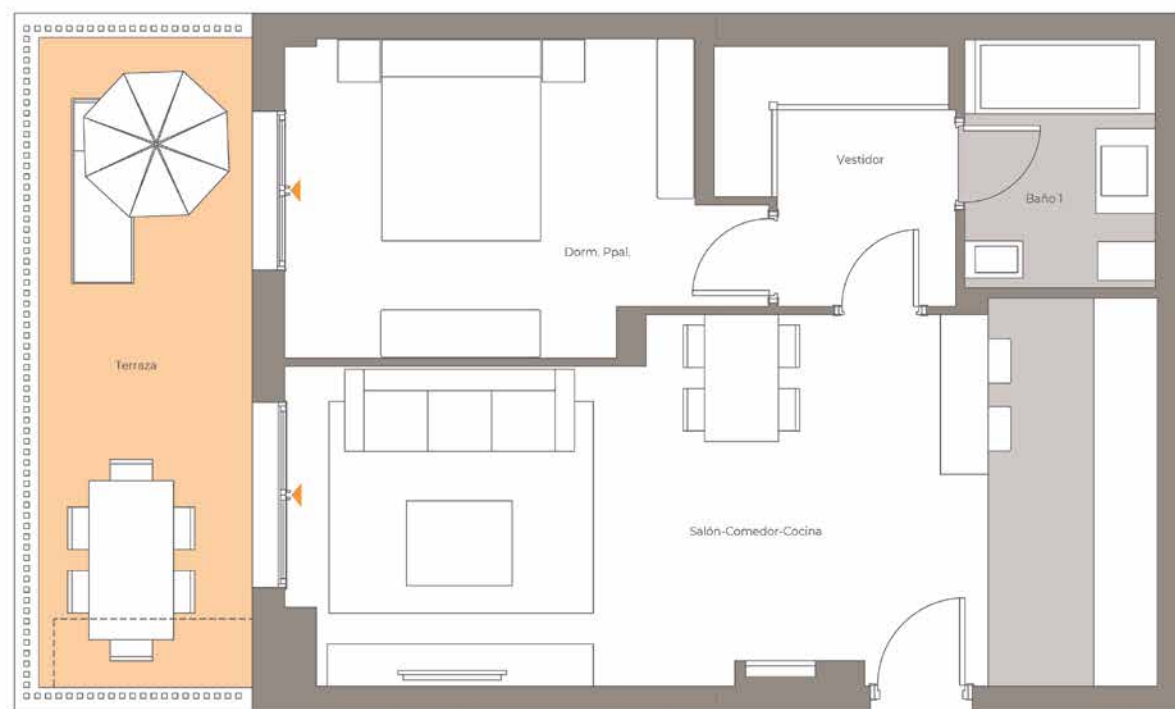 Vestidor
Baño 1
Dorm. Ppal.
Terraza
Salón-Comedor-Cocina